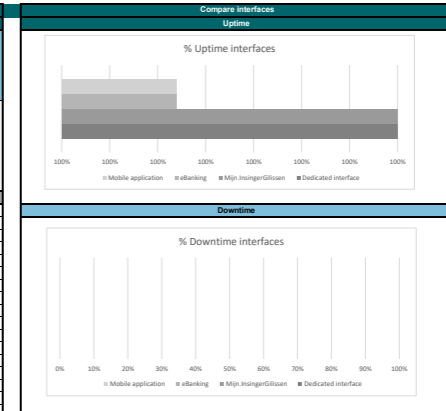 Compare interfaces
Uptime
% Uptime interfaces
100% 100% 100% 100% 100% 100% 100% 100%
Mobile application eBanking Mijn.InsingerGilissen Dedicated interface
Downtime
% Downtime interfaces
0% 10% 20% 30% 40% 50% 60% 70% 80% 90% 100%
Mobile application eBanking Mijn.InsingerGilissen Dedicated interface